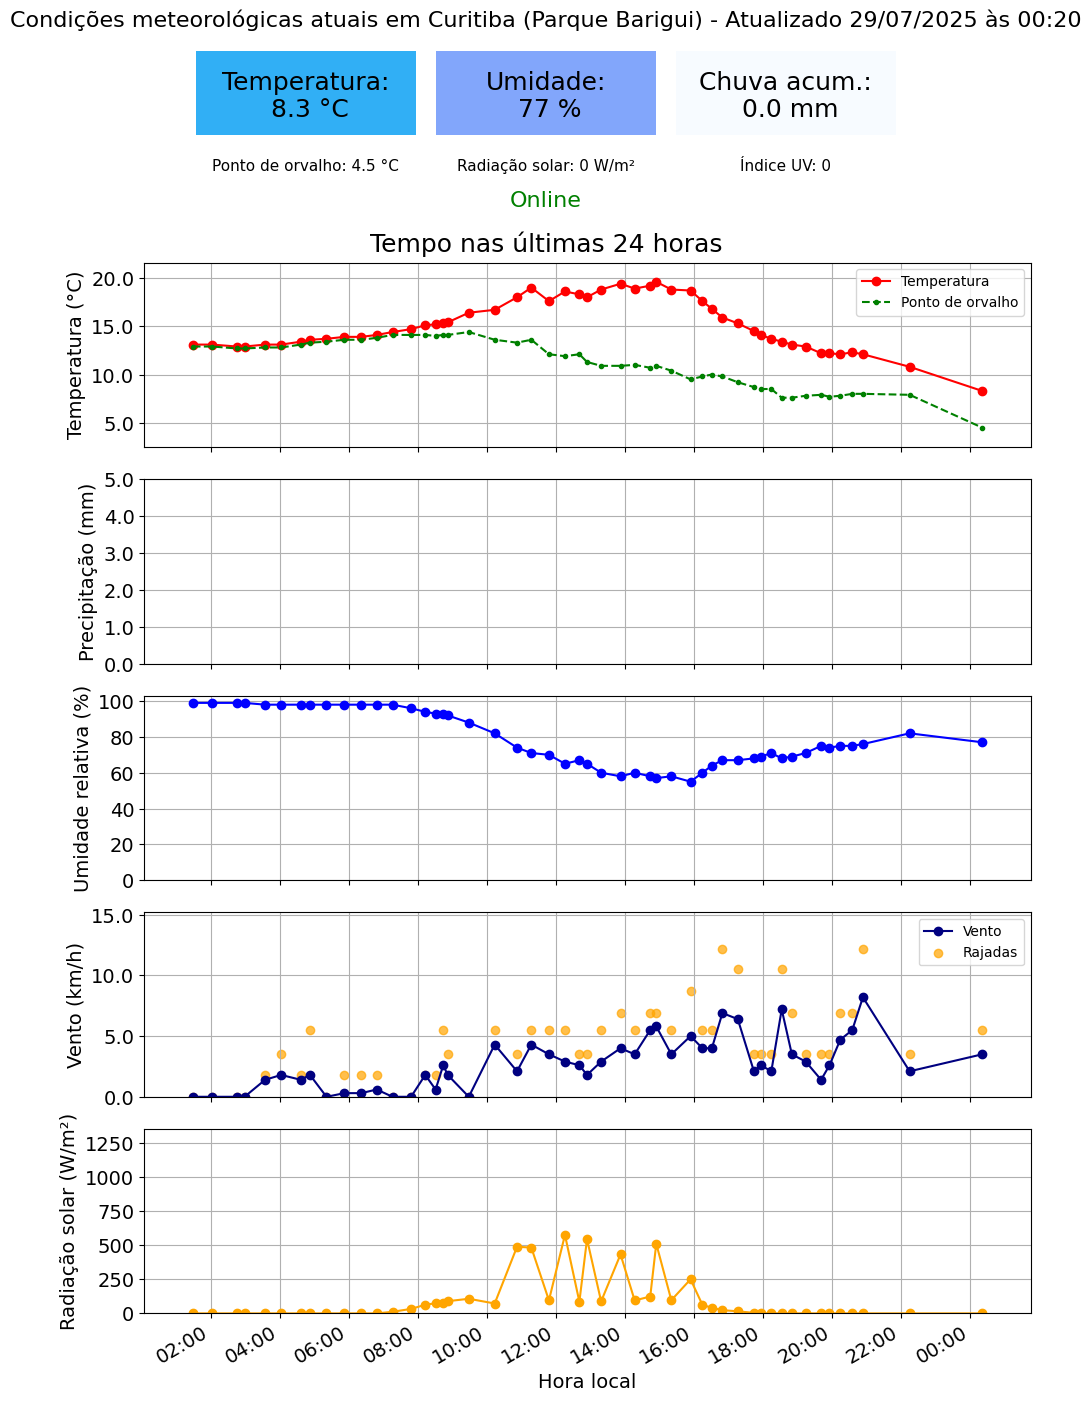 Condições meteorológicas atuais em Curitiba (Parque Barigui) - Atualizado 29/07/2025 às 00:20
Temperatura:
8.3 °C
Umidade:
77 %
Chuva acum.:
0.0 mm
Ponto de orvalho: 4.5 °C
Radiação solar: 0 W/m²
Índice UV: 0
Online
Tempo nas últimas 24 horas
Temperatura (°C)
20.0
15.0
10.0
5.0
Temperatura
Ponto de orvalho
Precipitação (mm)
5.0
4.0
3.0
2.0
1.0
0.0
Umidade relativa (%)
100
80
60
40
20
0
Vento (km/h)
15.0
10.0
5.0
0.0
Vento
Rajadas
Radiação solar (W/m²)
1250
1000
750
500
250
0
02:00
04:00
06:00
08:00
10:00
12:00
14:00
16:00
18:00
20:00
22:00
00:00
Hora local